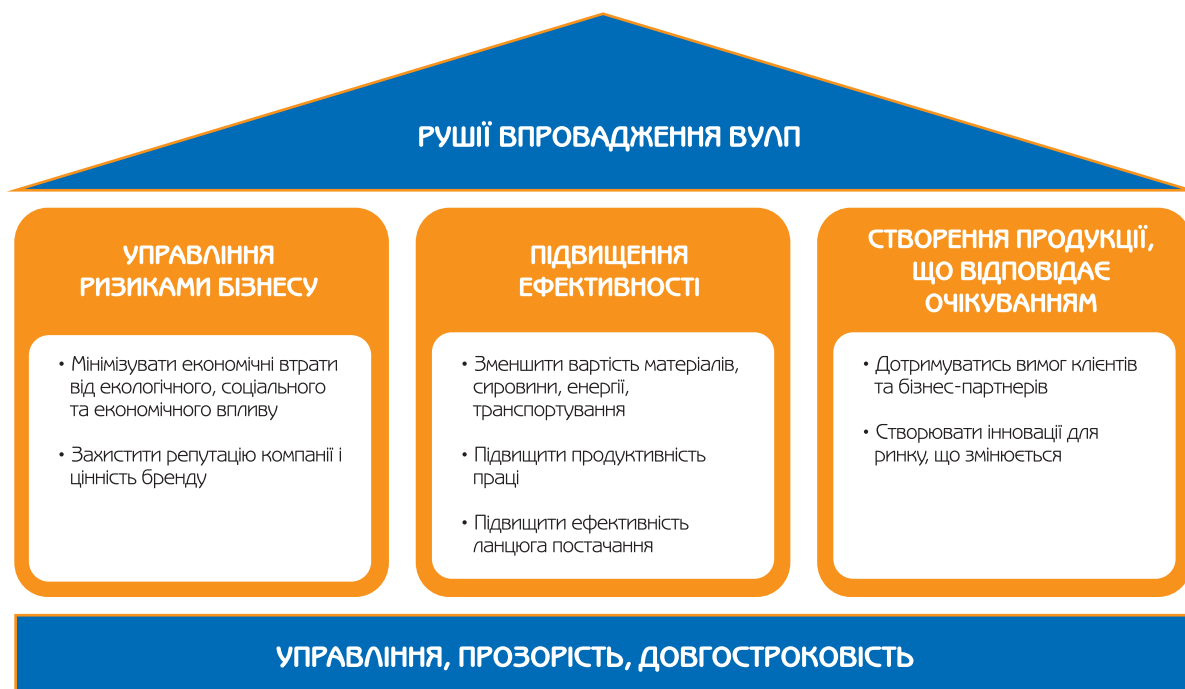 РУШІЇ ВПРОВАДЖЕННЯ ВУЛП
УПРАВЛІННЯ
РИЗИКАМИ БІЗНЕСУ
• Мінімізувати економічні втрати
від екологічного, соціального
та економічного впливу
• Захистити репутацію компанії і
цінність бренду
ПІДВИЩЕННЯ
ЕФЕКТИВНОСТІ
• Зменшити вартість матеріалів,
сировини, енергії,
транспортування
• Підвищити продуктивність
праці
• Підвищити ефективність
ланцюга постачання
СТВОРЕННЯ ПРОДУКЦІЇ,
ЩО ВІДПОВІДАЄ
ОЧІКУВАННЯМ
• Дотримуватись вимог клієнтів
та бізнес-партнерів
• Створювати інновації для
ринку, що змінюється
УПРАВЛІННЯ, ПРОЗОРІСТЬ, ДОВГОСТРОКОВІСТЬ